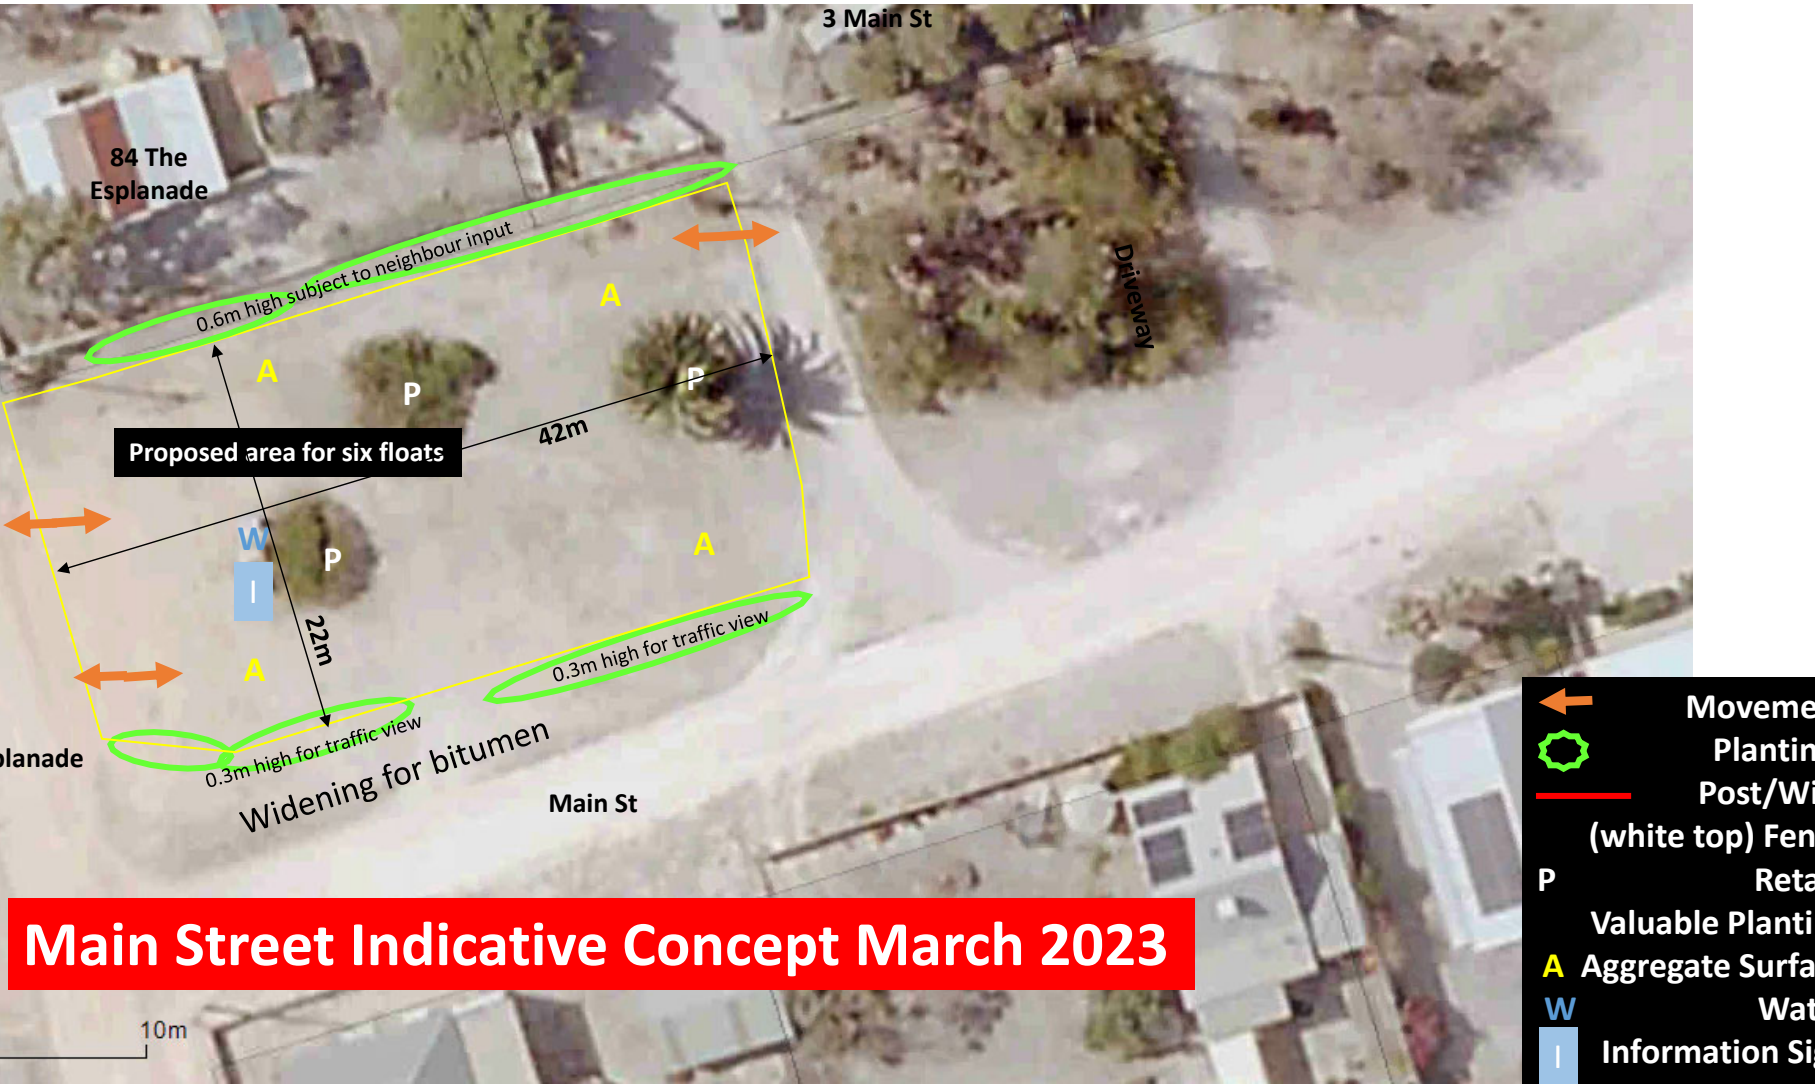 3 Main St
84 The
Esplanade
0.6m high subject to neighbour input
Driveway
A
A
P
P
42m
Proposed area for six floats
W
I
P
A
22m
A
0.3m high for traffic view
0.3m high for traffic view
planade
Widening for bitumen
Main St
Main Street Indicative Concept March 2023
10m
Moveme
Plantin
Post/Wi
(white top) Fen
P Reta
Valuable Planti
A Aggregate Surfa
W Wat
I Information Si